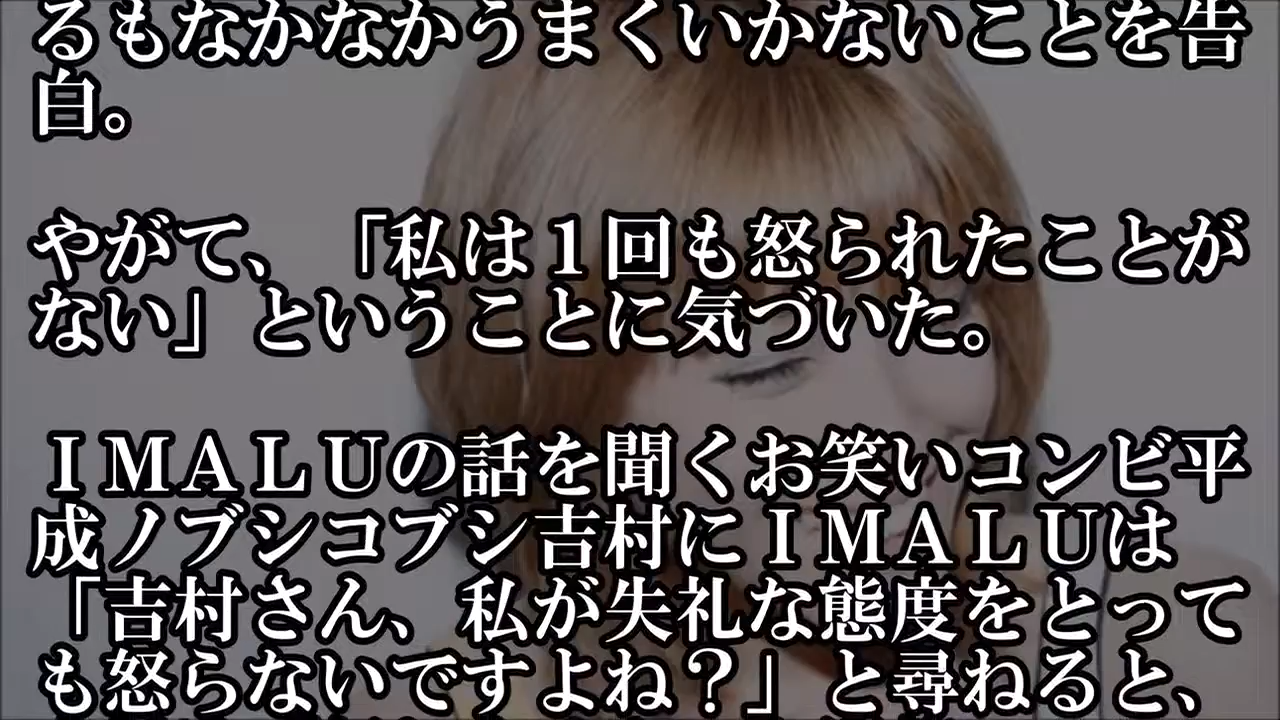 るもなかなかうまくいかないことを告
白。
やがて、「私は１回も怒られたことが
ない」ということに気づいた。
ＩＭＡＬＵの話を聞くお笑いコンビ平
成ノブシコブシ吉村にＩＭＡＬＵは
「吉村さん、私が失礼な態度をとって
も怒らないですよね？」と尋ねると、